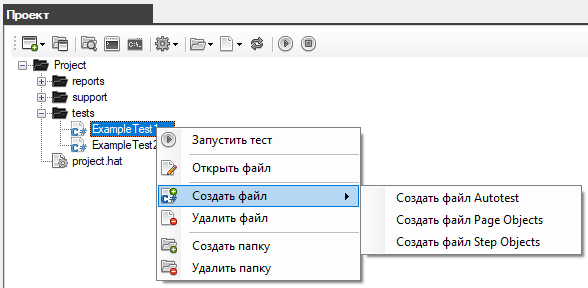 Проект
Project
reports
support
tests
ExampleTest
ExampleTest2
project.hat
Запустить тест
Открыть файл
Создать файл
Удалить файл
Создать папку
Удалить папку
Создать файл Autotest
Создать файл Page Objects
Создать файл Step Objects